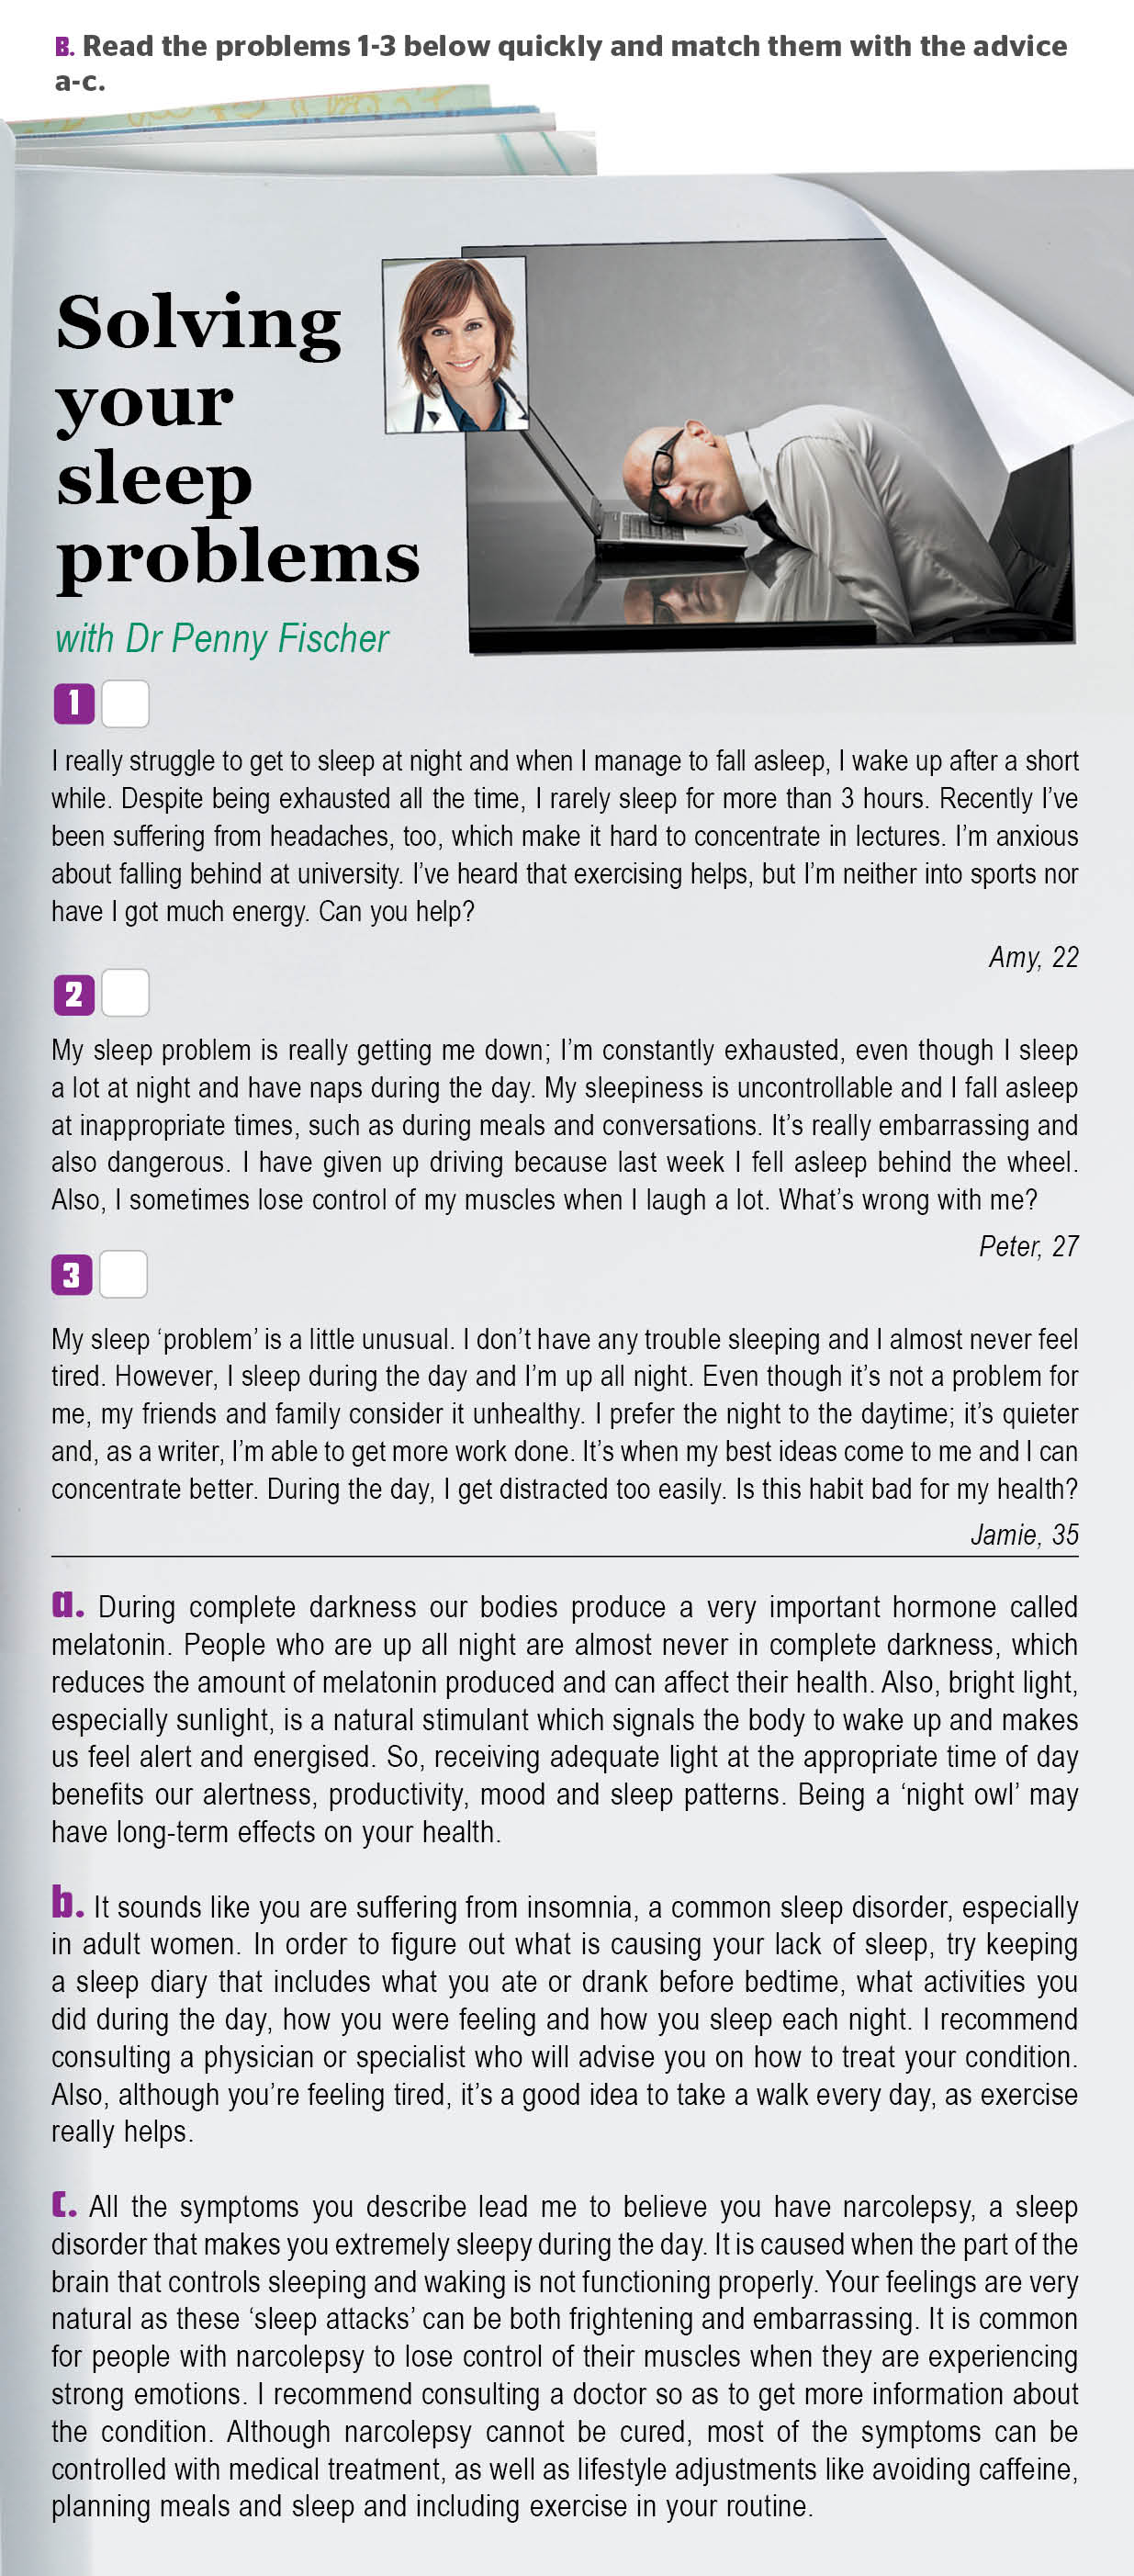 B. Read the problems 1-3 below quickly and match them with the advice
a-c.
Solving
your
sleep
problems
with Dr Penny Fischer
1
I really struggle to get to sleep at night and when I manage to fall asleep, I wake up after a short
while. Despite being exhausted all the time, I rarely sleep for more than 3 hours. Recently I’ve
been suffering from headaches, too, which make it hard to concentrate in lectures. I’m anxious
about falling behind at university. I’ve heard that exercising helps, but I’m neither into sports nor
have I got much energy. Can you help?
Amy, 22
2
My sleep problem is really getting me down; I’m constantly exhausted, even though I sleep
a lot at night and have naps during the day. My sleepiness is uncontrollable and I fall asleep
at inappropriate times, such as during meals and conversations. It’s really embarrassing and
also dangerous. I have given up driving because last week I fell asleep behind the wheel.
Also, I sometimes lose control of my muscles when I laugh a lot. What’s wrong with me?
Peter, 27
3
My sleep ‘problem’ is a little unusual. I don’t have any trouble sleeping and I almost never feel
tired. However, I sleep during the day and I’m up all night. Even though it’s not a problem for
me, my friends and family consider it unhealthy. I prefer the night to the daytime; it’s quieter
and, as a writer, I’m able to get more work done. It’s when my best ideas come to me and I can
concentrate better. During the day, I get distracted too easily. Is this habit bad for my health?
Jamie, 35
a. During complete darkness our bodies produce a very important hormone called
melatonin. People who are up all night are almost never in complete darkness, which
reduces the amount of melatonin produced and can affect their health. Also, bright light,
especially sunlight, is a natural stimulant which signals the body to wake up and makes
us feel alert and energised. So, receiving adequate light at the appropriate time of day
benefits our alertness, productivity, mood and sleep patterns. Being a ‘night owl’ may
have long-term effects on your health.
b. It sounds like you are suffering from insomnia, a common sleep disorder, especially
in adult women. In order to figure out what is causing your lack of sleep, try keeping
a sleep diary that includes what you ate or drank before bedtime, what activities you
did during the day, how you were feeling and how you sleep each night. I recommend
consulting a physician or specialist who will advise you on how to treat your condition.
Also, although you’re feeling tired, it’s a good idea to take a walk every day, as exercise
really helps.
c. All the symptoms you describe lead me to believe you have narcolepsy, a sleep
disorder that makes you extremely sleepy during the day. It is caused when the part of the
brain that controls sleeping and waking is not functioning properly. Your feelings are very
natural as these ‘sleep attacks’ can be both frightening and embarrassing. It is common
for people with narcolepsy to lose control of their muscles when they are experiencing
strong emotions. I recommend consulting a doctor so as to get more information about
the condition. Although narcolepsy cannot be cured, most of the symptoms can be
controlled with medical treatment, as well as lifestyle adjustments like avoiding caffeine,
planning meals and sleep and including exercise in your routine.